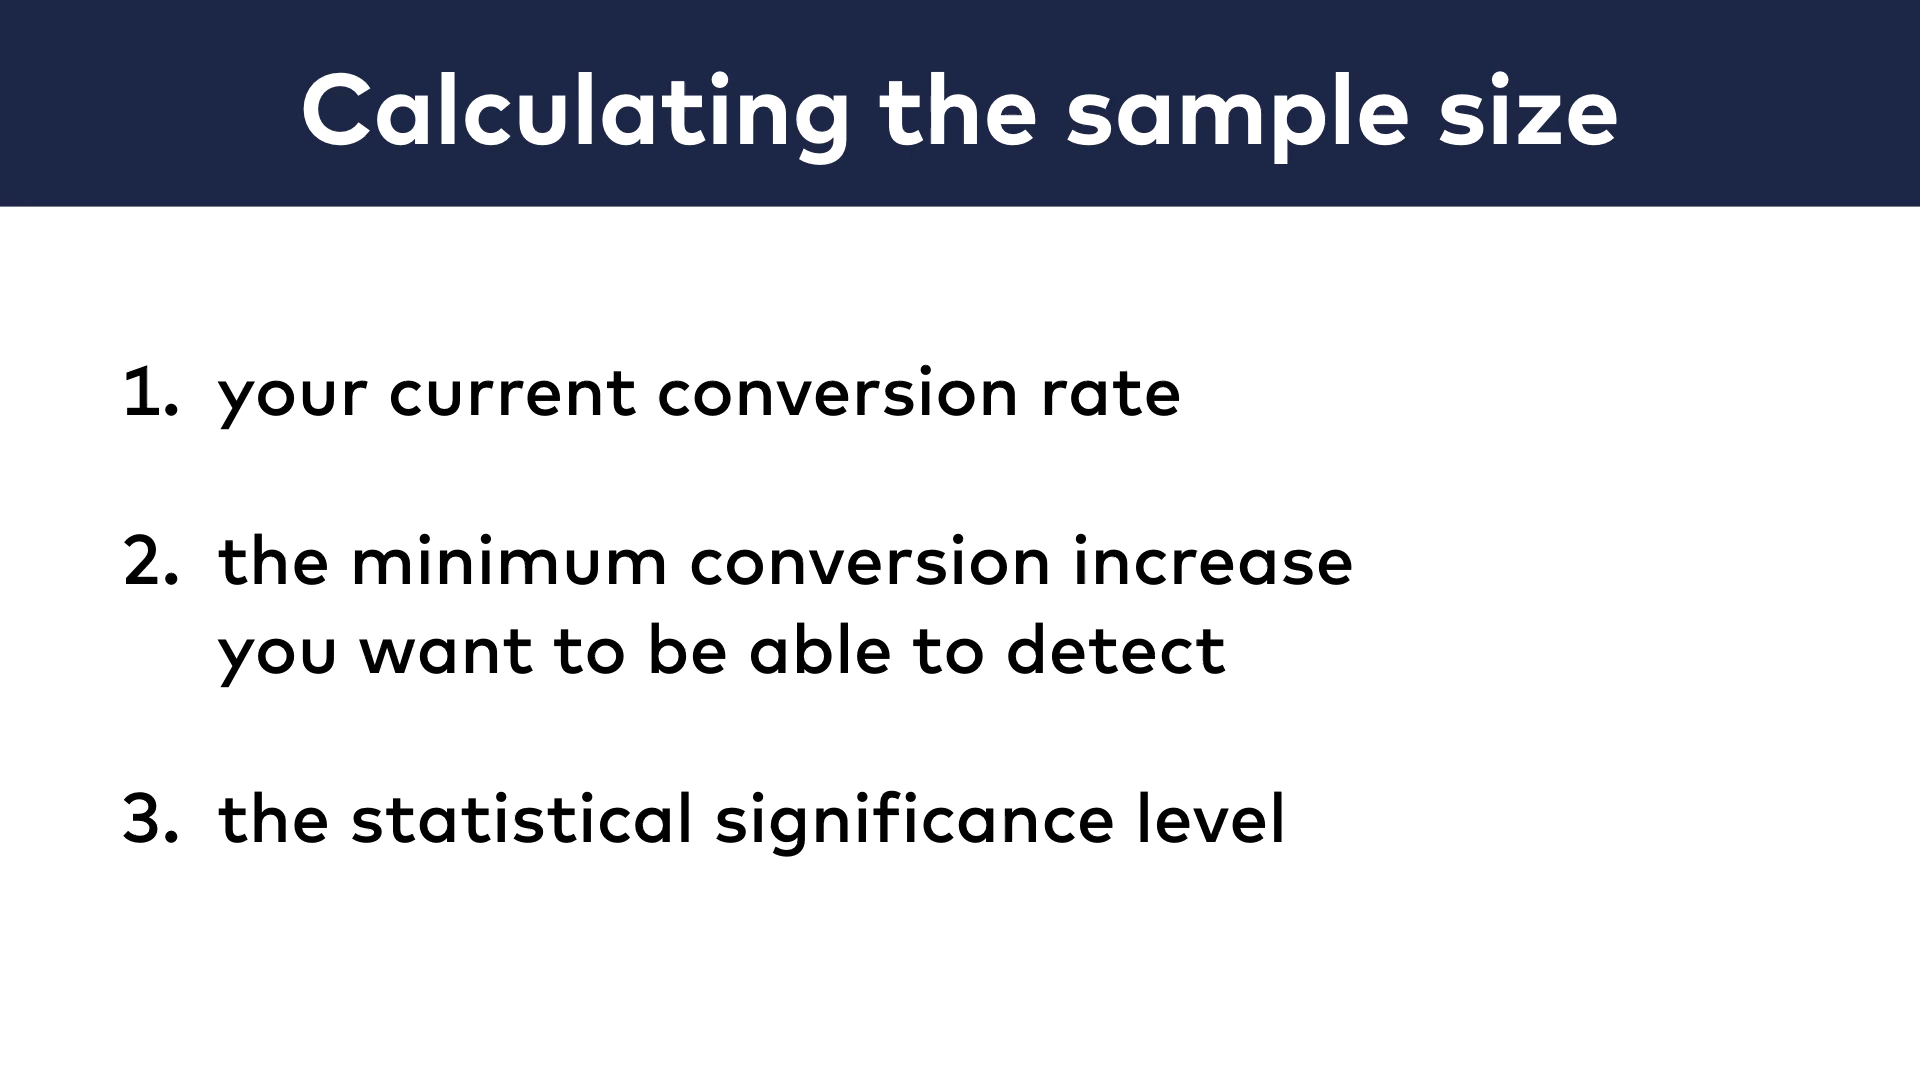 Calculating the sample size
1. your current conversion rate
2. the minimum conversion increase
you want to be able to detect
3. the statistical significance level